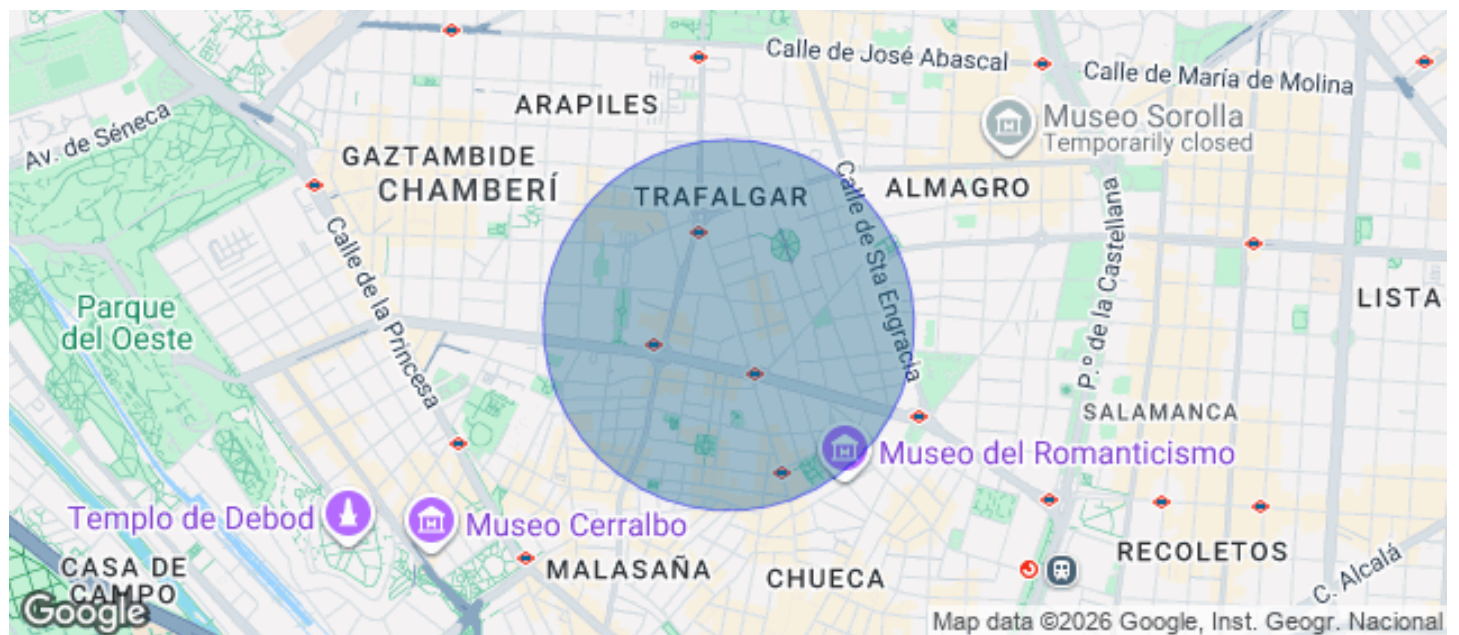 Calle de José Abascal
Calle de María de Molina
ARAPILES
Museo Sorolla
Temporarily closed
Av. de Séneca
GAZTAMBIDE
CHAMBERÍ
TRAFALGAR
ALMAGRO
Calle de Sta Engracia
P.º de la Castellana
Calle de la Princesa
LISTA
Parque
del Oeste
SALAMANCA
Museo del Romanticismo
Templo de Debod
Museo Cerralbo
MALASAÑA
CHUECA
RECOLETOS
C. Alcalá
CASA DE
CAMPO
Google
Map data ©2026 Google, Inst. Geogr. Nacional